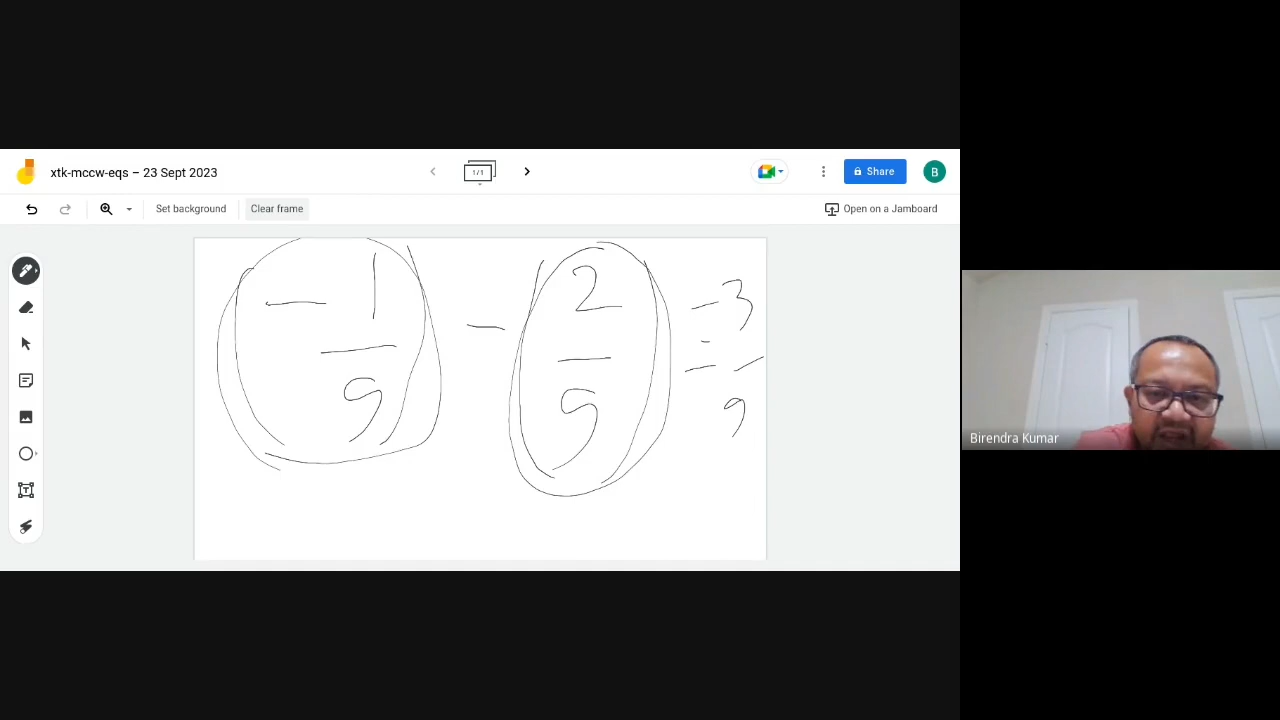 xtk-mccw-eqs – 23 Sept 2023
1/1
Share
B
Set background
Clear frame
Open on a Jamboard
(-1/9) - (2/9) = -3/9
T
Birendra Kumar